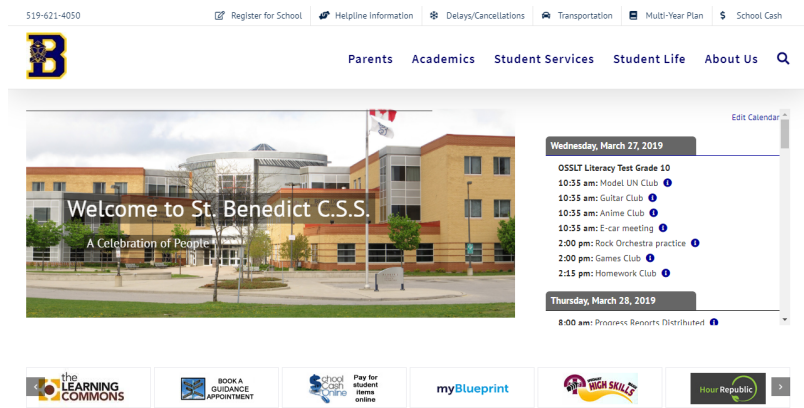 519-621-4050
Register for School
Helpline information
Delays/Cancellations
Transportation
Multi-Year Plan
$ School Cash
B
Parents
Academics
Student Services
Student Life
About Us
Welcome to St. Benedict C.S.S.
A Celebration of People
Edit Calendar
Wednesday, March 27, 2019
OSSLT Literacy Test Grade 10
10:35 am: Model UN Club
10:35 am: Guitar Club
10:35 am: Anime Club
10:35 am: E-car meeting
2:00 pm: Rock Orchestra practice
2:00 pm: Games Club
2:15 pm: Homework Club
Thursday, March 28, 2019
8:00 am: Progress Reports Distributed
the
LEARNING
COMMONS
BOOK A
GUIDANCE
APPOINTMENT
School
Cash
Online
Pay for
student
items
online
myBlueprint
HIGH SKILLS
Hour Republic